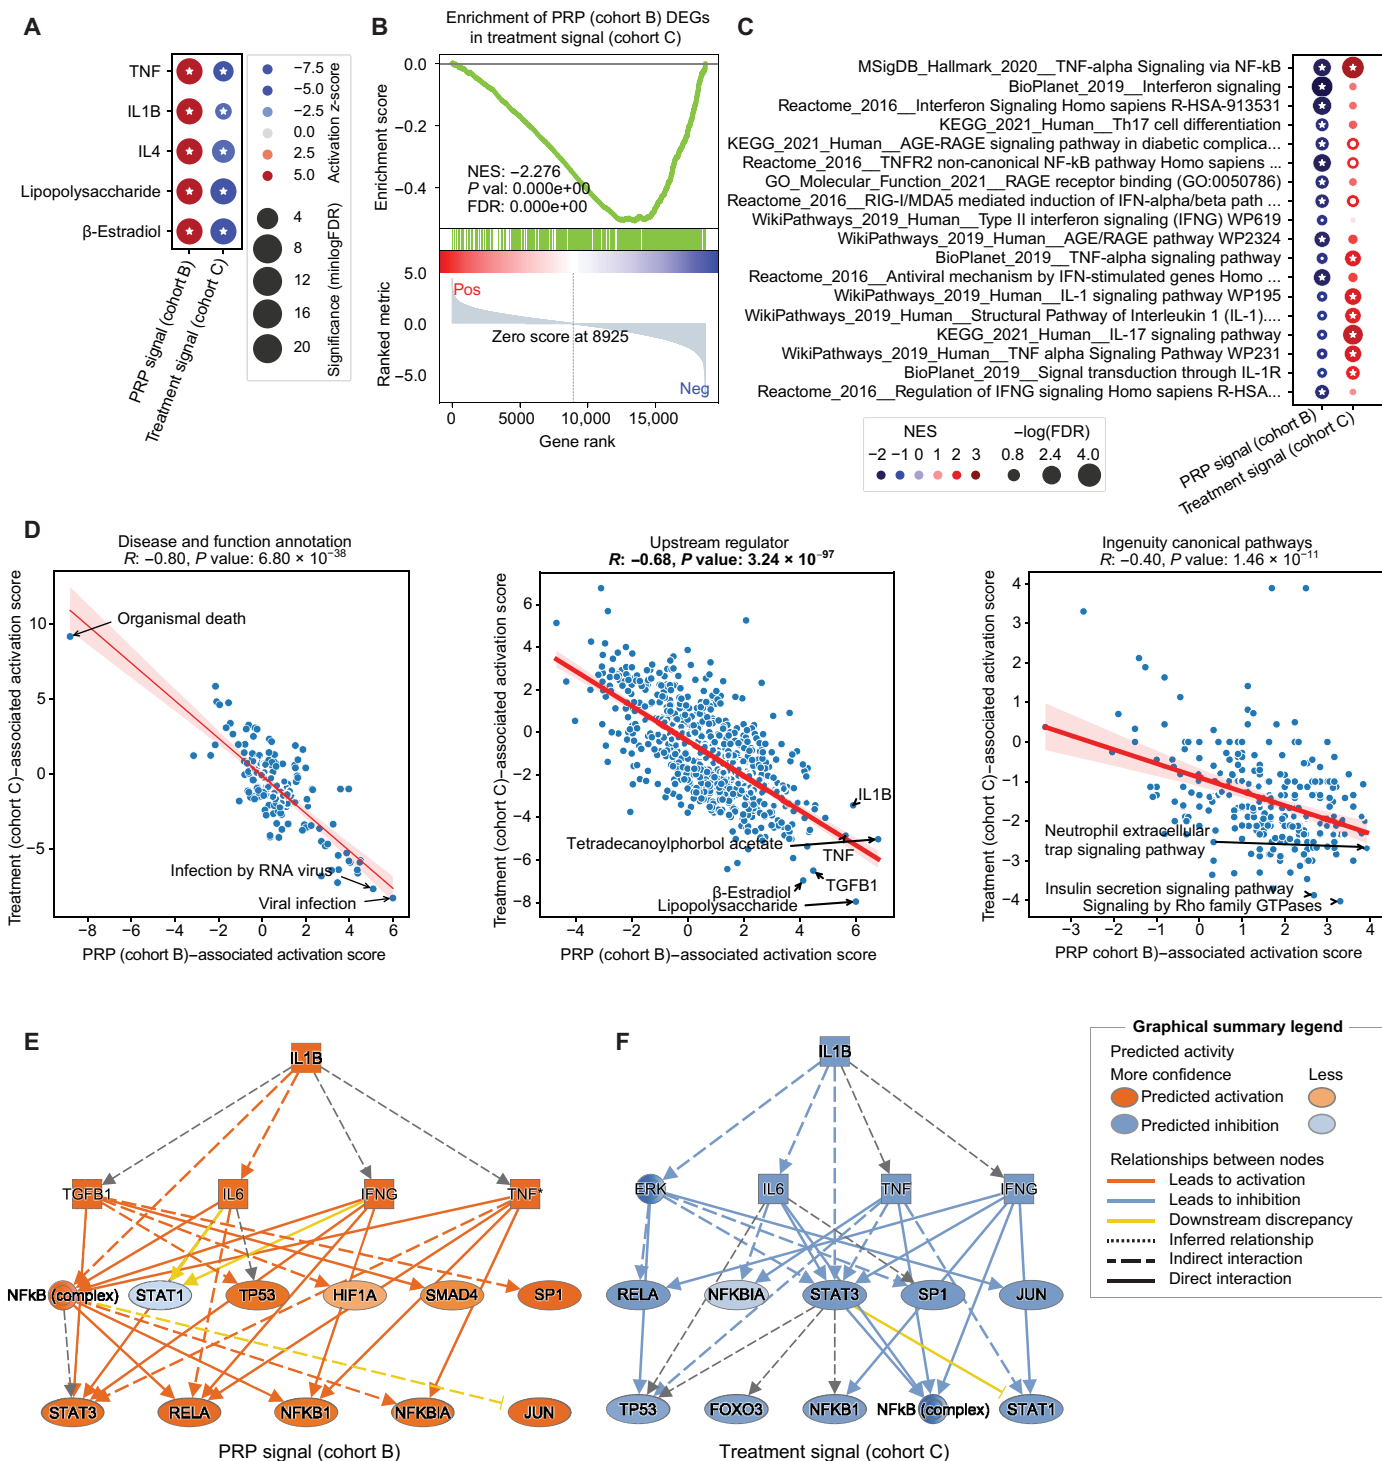 A
TNF
IL1B
IL4
Lipopolysaccharide
β-Estradiol
PRP signal (cohort B)
Treatment signal (cohort C)
−7.5
−5.0
−2.5
0.0
2.5
5.0
Activation z-score
4
8
12
16
20
Significance (minlogFDR)
B
Enrichment of PRP (cohort B) DEGs
in treatment signal (cohort C)
0.0
−0.2
−0.4
Enrichment score
NES: −2.276
P val: 0.000e+00
FDR: 0.000e+00
5.0
0.0
−5.0
Ranked metric
Pos
Zero score at 8925
Neg
0
5000
10,000
15,000
Gene rank
C
MSigDB_Hallmark_2020__TNF-alpha Signaling via NF-kB
BioPlanet_2019__Interferon signaling
Reactome_2016__Interferon Signaling Homo sapiens R-HSA-913531
KEGG_2021_Human__Th17 cell differentiation
KEGG_2021_Human__AGE-RAGE signaling pathway in diabetic complica...
Reactome_2016__TNFR2 non-canonical NF-kB pathway Homo sapiens ...
GO_Molecular_Function_2021__RAGE receptor binding (GO:0050786)
Reactome_2016__RIG-I/MDA5 mediated induction of IFN-alpha/beta path ...
WikiPathways_2019_Human__Type II interferon signaling (IFNG) WP619
WikiPathways_2019_Human__AGE/RAGE pathway WP2324
BioPlanet_2019__TNF-alpha signaling pathway
Reactome_2016__Antiviral mechanism by IFN-stimulated genes Homo ...
WikiPathways_2019_Human__IL-1 signaling pathway WP195
WikiPathways_2019_Human__Structural Pathway of Interleukin 1 (IL-1)....
KEGG_2021_Human__IL-17 signaling pathway
WikiPathways_2019_Human__TNF alpha Signaling Pathway WP231
BioPlanet_2019__Signal transduction through IL-1R
Reactome_2016__Regulation of IFNG signaling Homo sapiens R-HSA...
PRP signal (cohort B)
Treatment signal (cohort C)
NES
−2 −1 0 1 2 3
−log(FDR)
0.8 2.4 4.0
D
Disease and function annotation
R: −0.80, P value: 6.80 × 10−38
Treatment (cohort C)−associated activation score
10
5
0
−5
Organismal death
Infection by RNA virus
Viral infection
−8 −6 −4 −2 0 2 4 6
PRP (cohort B)−associated activation score
Upstream regulator
R: −0.68, P value: 3.24 × 10−97
Treatment (cohort C)−associated activation score
6
4
2
0
−2
−4
−6
−8
IL1B
Tetradecanoylphorbol acetate
TNF
TGFB1
β-Estradiol
Lipopolysaccharide
−4 −2 0 2 4 6
PRP (cohort B)−associated activation score
Ingenuity canonical pathways
R: −0.40, P value: 1.46 × 10−11
Treatment (cohort C)−associated activation score
4
3
2
1
0
−1
−2
−3
−4
Neutrophil extracellular
trap signaling pathway
Insulin secretion signaling pathway
Signaling by Rho family GTPases
−3 −2 −1 0 1 2 3 4
PRP cohort B)−associated activation score
E
IL1B
TGFB1 IL6 IFNG TNF*
NFkB (complex) STAT1 TP53 HIF1A SMAD4 SP1
STAT3 RELA NFKB1 NFKBIA JUN
PRP signal (cohort B)
F
IL1B
ERK IL6 TNF IFNG
RELA NFKBIA STAT3 SP1 JUN
TP53 FOXO3 NFKB1 NFkB (complex) STAT1
Treatment signal (cohort C)
Graphical summary legend
Predicted activity
More confidence Less
Predicted activation
Predicted inhibition
Relationships between nodes
Leads to activation
Leads to inhibition
Downstream discrepancy
Inferred relationship
Indirect interaction
Direct interaction